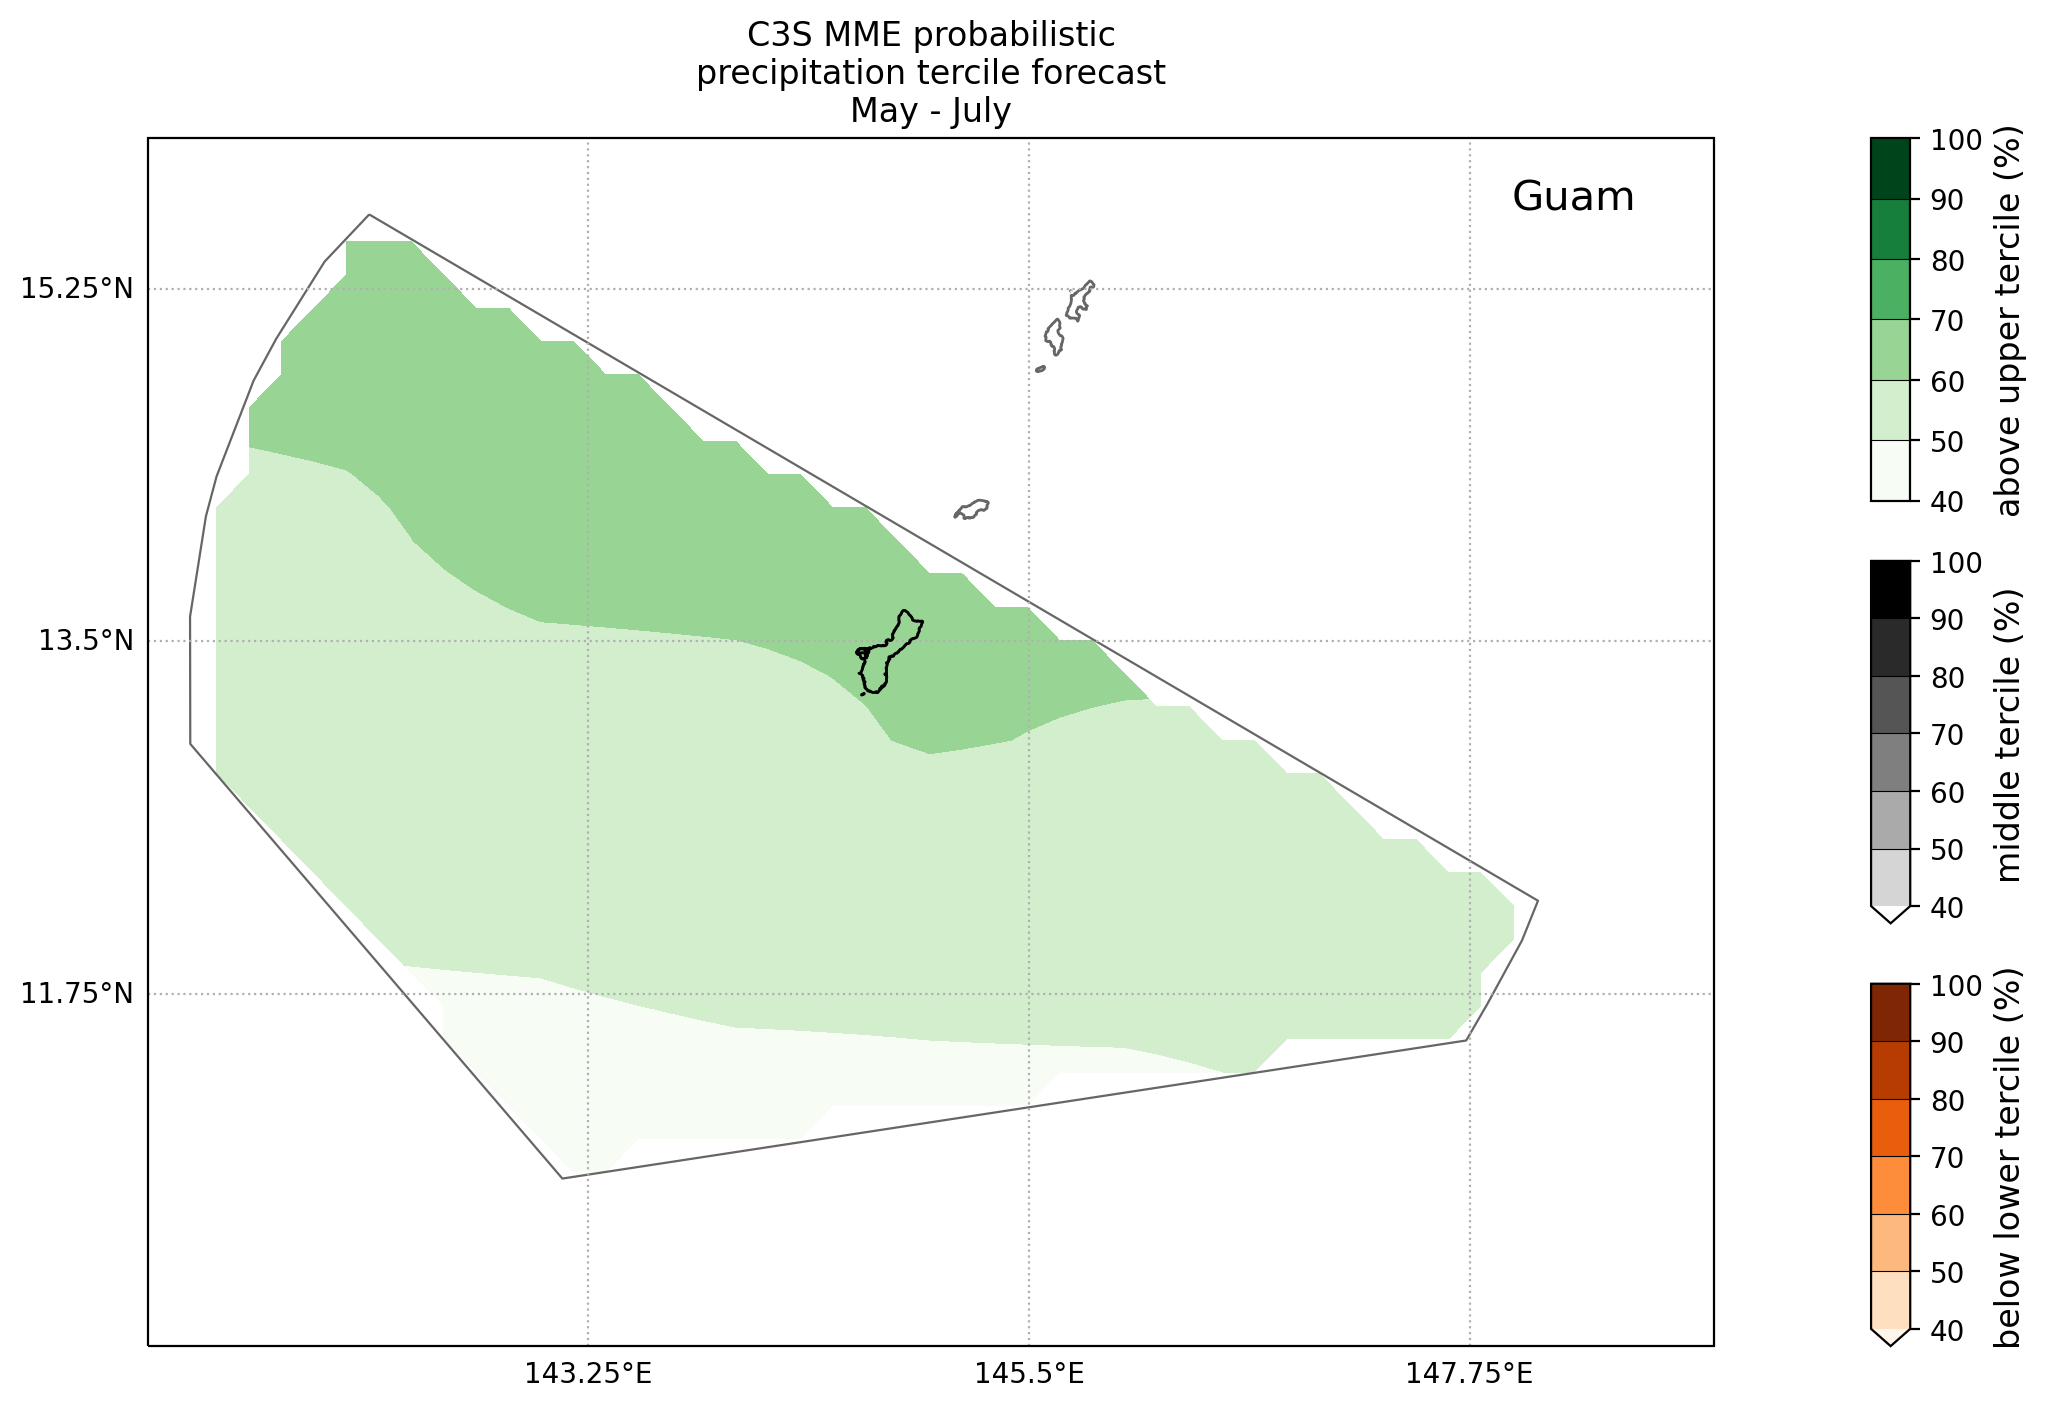 C3S MME probabilistic
precipitation tercile forecast
May - July
Guam
15.25°N
13.5°N
11.75°N
143.25°E
145.5°E
147.75°E
100
90
80
70
60
50
40
above upper tercile (%)
100
90
80
70
60
50
40
middle tercile (%)
100
90
80
70
60
50
40
below lower tercile (%)